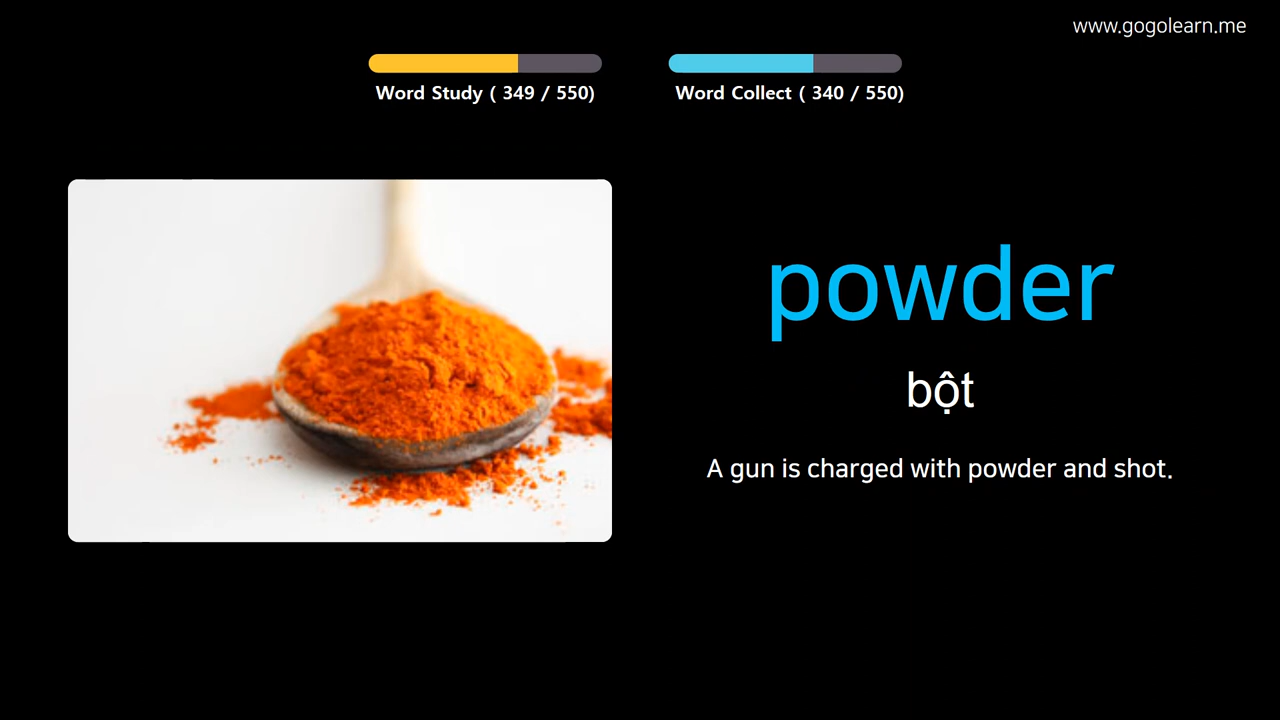 www.gogolearn.me
Word Study ( 349 / 550)
Word Collect ( 340 / 550)
powder
bột
A gun is charged with powder and shot.